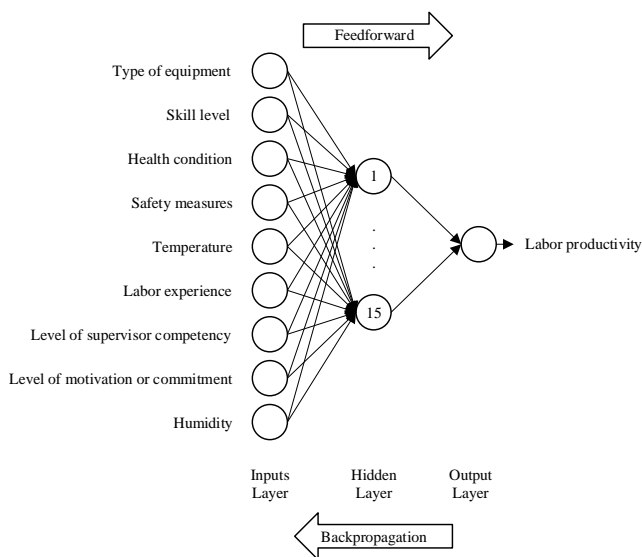 Feedforward
Type of equipment
Skill level
Health condition
Safety measures
Temperature
Labor experience
Level of supervisor competency
Level of motivation or commitment
Humidity
1
.
.
.
15
Labor productivity
Inputs
Layer
Hidden
Layer
Output
Layer
Backpropagation